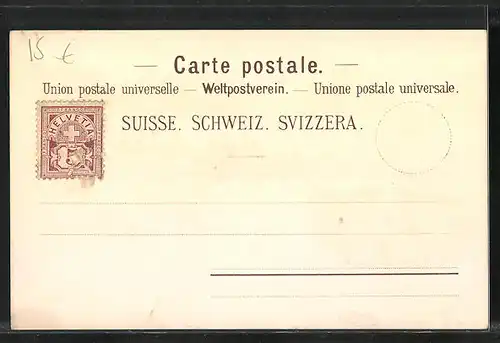 15 €
— Carte postale. —
Union postale universelle — Weltpostverein. — Unione postale universale.
HELVETIA
SUISSE. SCHWEIZ. SVIZZERA.